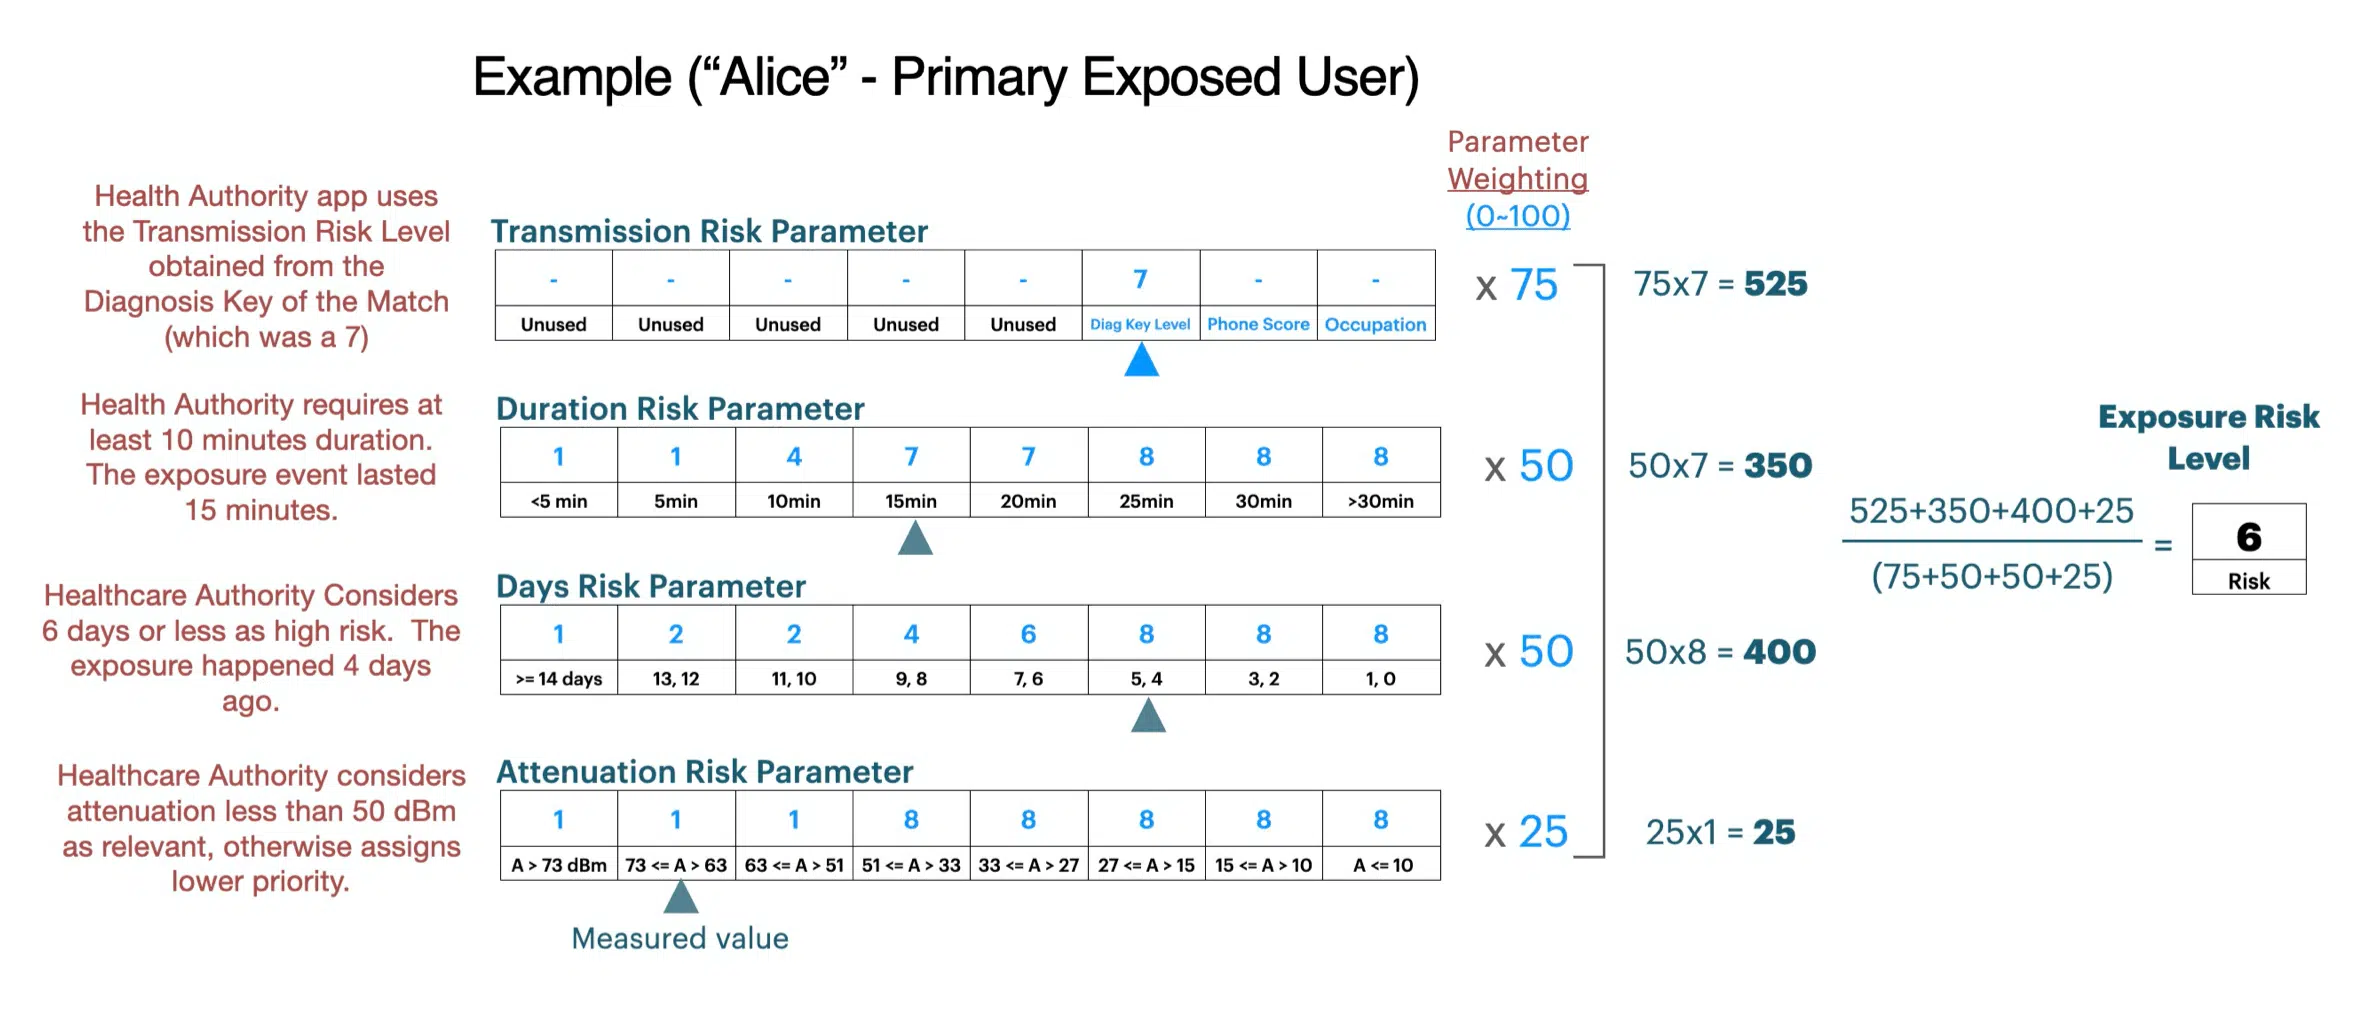 Example (“Alice” - Primary Exposed User)
Parameter
Weighting
(0~100)
Health Authority app uses
the Transmission Risk Level
obtained from the
Diagnosis Key of the Match
(which was a 7)
Transmission Risk Parameter
- - - - - 7 - -
Unused Unused Unused Unused Unused Diag Key Level Phone Score Occupation
x 75
75x7 = 525
Health Authority requires at
least 10 minutes duration.
The exposure event lasted
15 minutes.
Duration Risk Parameter
1 1 4 7 7 8 8 8
<5 min 5min 10min 15min 20min 25min 30min >30min
x 50
50x7 = 350
Healthcare Authority Considers
6 days or less as high risk. The
exposure happened 4 days
ago.
Days Risk Parameter
1 2 2 4 6 8 8 8
>= 14 days 13, 12 11, 10 9, 8 7, 6 5, 4 3, 2 1, 0
x 50
50x8 = 400
Healthcare Authority considers
attenuation less than 50 dBm
as relevant, otherwise assigns
lower priority.
Attenuation Risk Parameter
1 1 1 8 8 8 8 8
A > 73 dBm 73 <= A > 63 63 <= A > 51 51 <= A > 33 33 <= A > 27 27 <= A > 15 15 <= A > 10 A <= 10
Measured value
x 25
25x1 = 25
Exposure Risk
Level
525+350+400+25
(75+50+50+25)
=
6
Risk